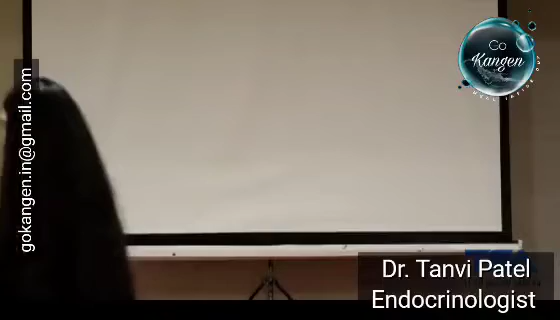 Go
Kangen
gokangen.in@gmail.com
Dr. Tanvi Patel
Endocrinologist